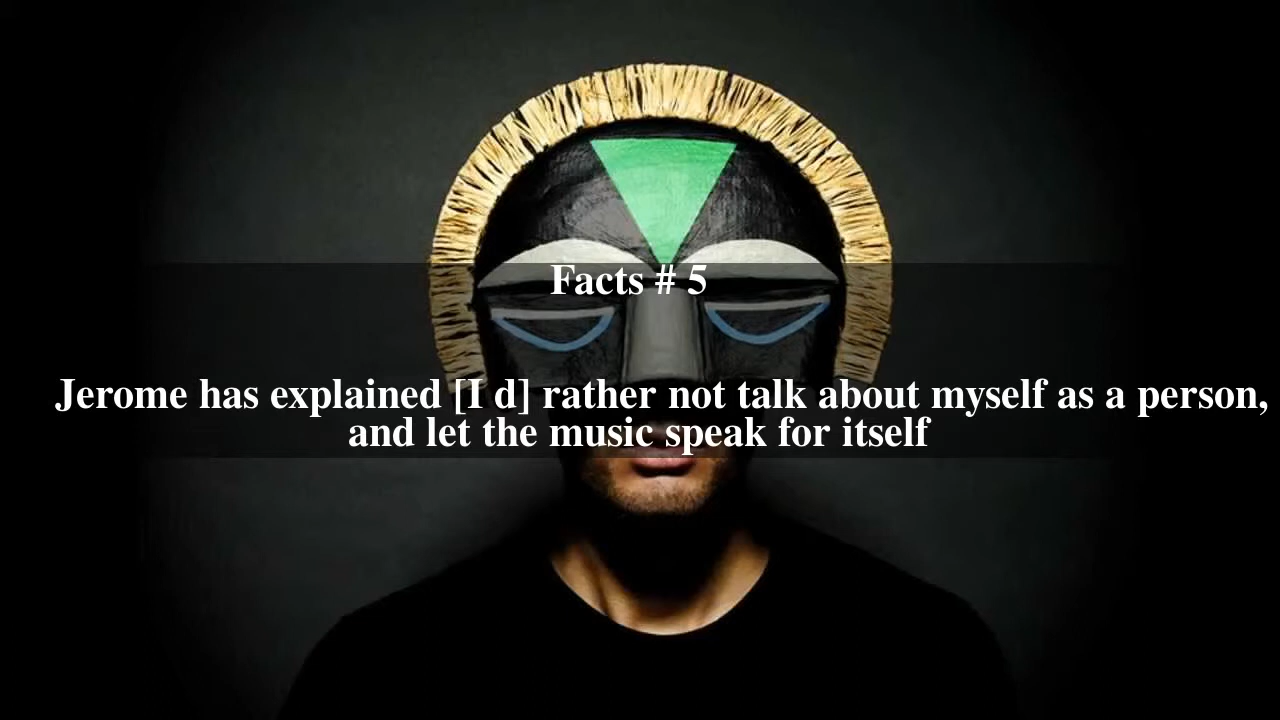 Facts # 5
Jerome has explained [I d] rather not talk about myself as a person,
and let the music speak for itself